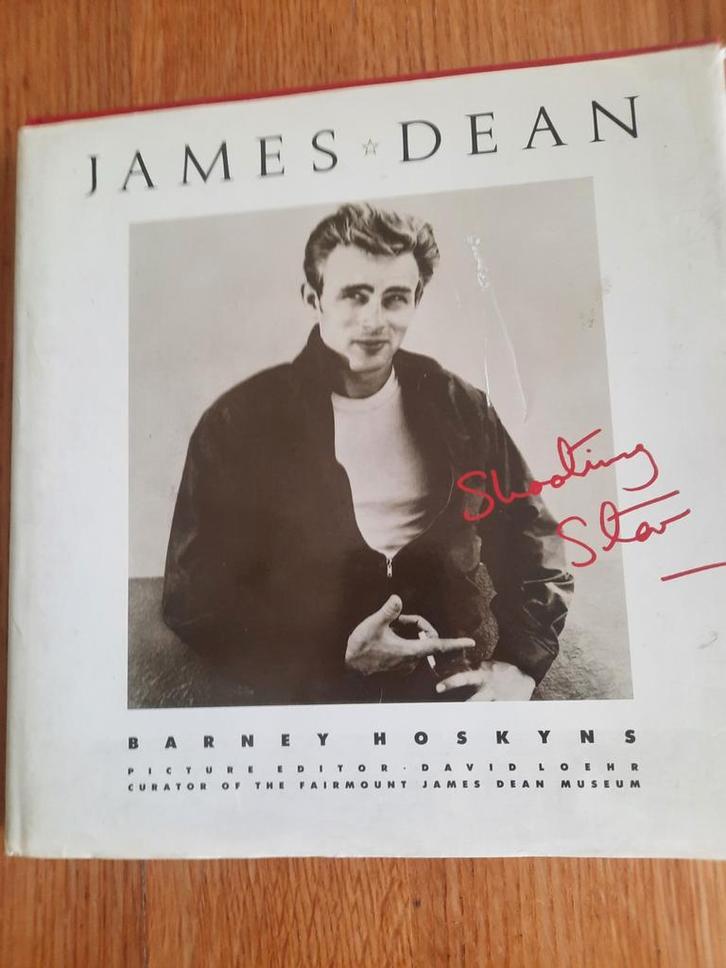 JAMES ☆ DEAN
Shooting
Star
BARNEY HOSKYNS
PICTURE EDITOR · DAVID LOEHR
CURATOR OF THE FAIRMOUNT JAMES DEAN MUSEUM